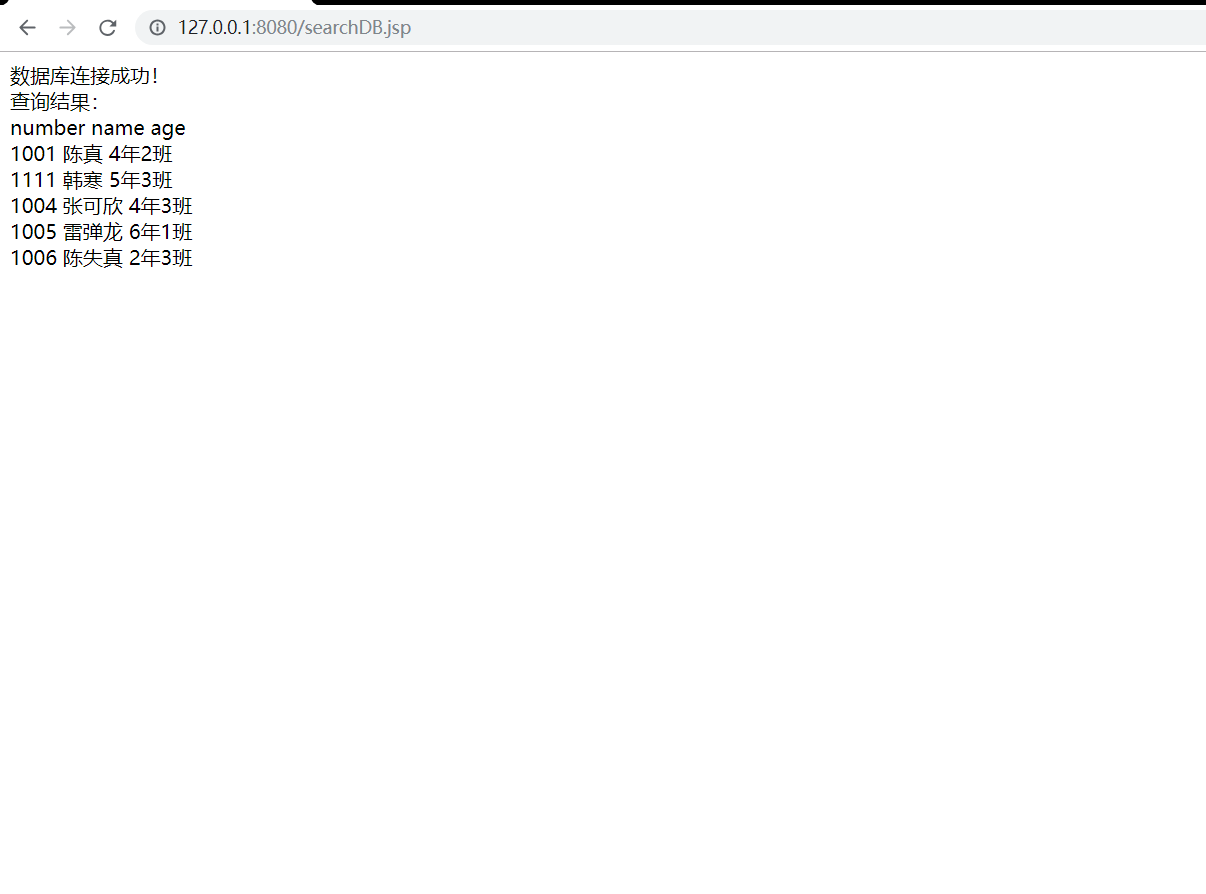 127.0.0.1:8080/searchDB.jsp
数据库连接成功！
查询结果：
number name age
1001 陈真 4年2班
1111 韩寒 5年3班
1004 张可欣 4年3班
1005 雷弹龙 6年1班
1006 陈失真 2年3班